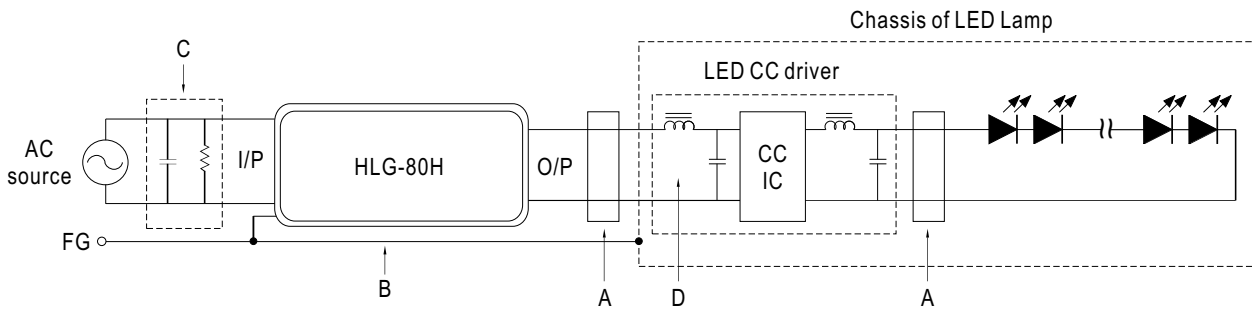 Chassis of LED Lamp
C
LED CC driver
AC
source
I/P
HLG-80H
O/P
CC
IC
FG
B
A
D
A